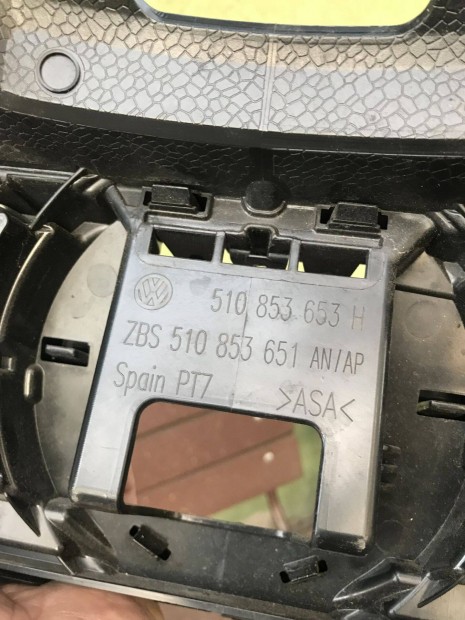 510 853 653 H
ZBS 510 853 651 AN/AP
Spain PT7 >ASA<